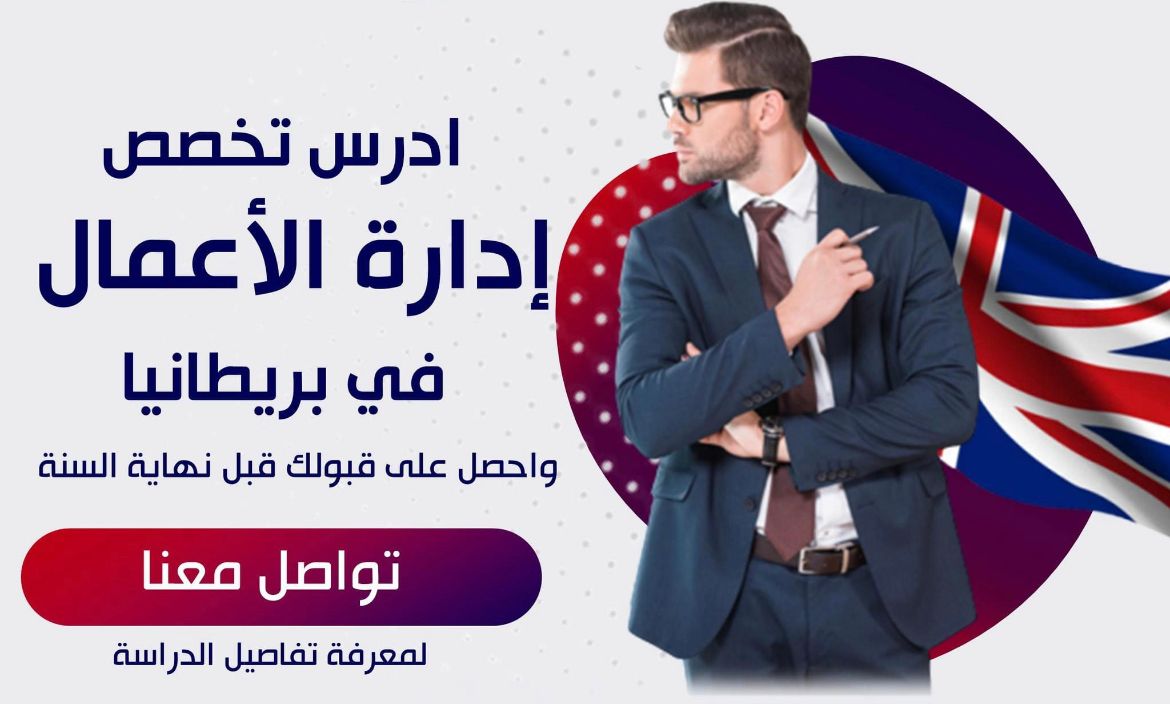 ادرس تخصص
إدارة الأعمال
في بريطانيا
واحصل على قبولك قبل نهاية السنة
تواصل معنا
لمعرفة تفاصيل الدراسة